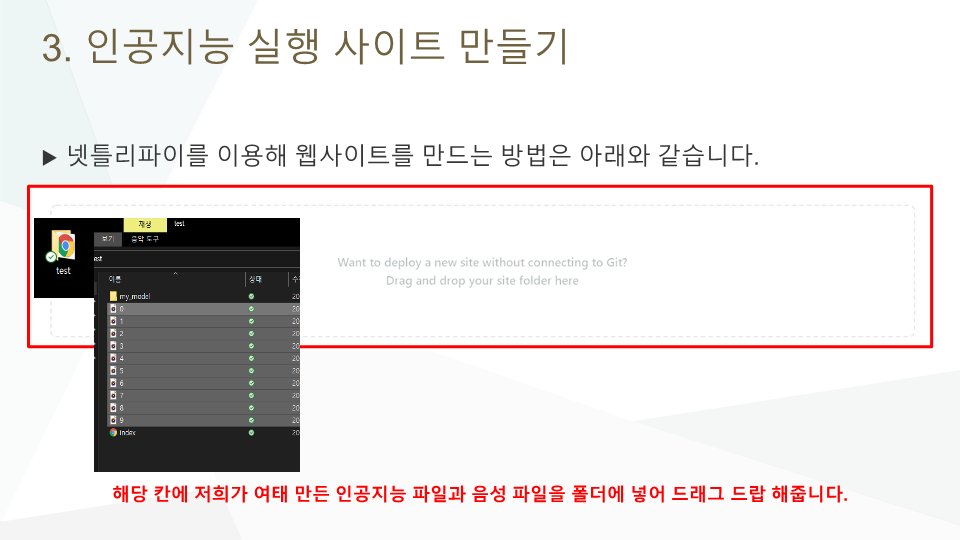 3. 인공지능 실행 사이트 만들기
▶ 넷틀리파이를 이용해 웹사이트를 만드는 방법은 아래와 같습니다.
Want to deploy a new site without connecting to Git?
Drag and drop your site folder here
test
재생 test
보기 음악 도구
est
이름 상태 수
my_model 20
0 20
1 20
2 20
3 20
4 20
5 20
6 20
7 20
8 20
9 20
index 20
해당 칸에 저희가 여태 만든 인공지능 파일과 음성 파일을 폴더에 넣어 드래그 드랍 해줍니다.